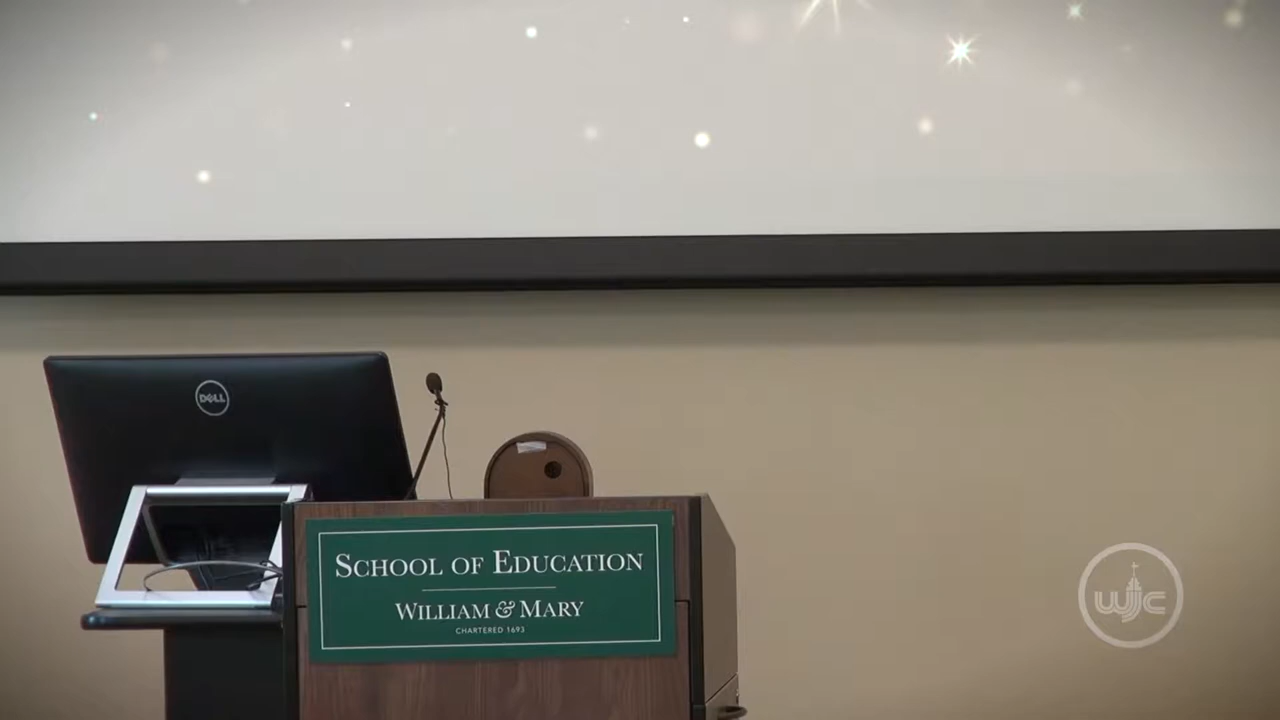 DELL
SCHOOL OF EDUCATION
WILLIAM & MARY
CHARTERED 1693
WJC